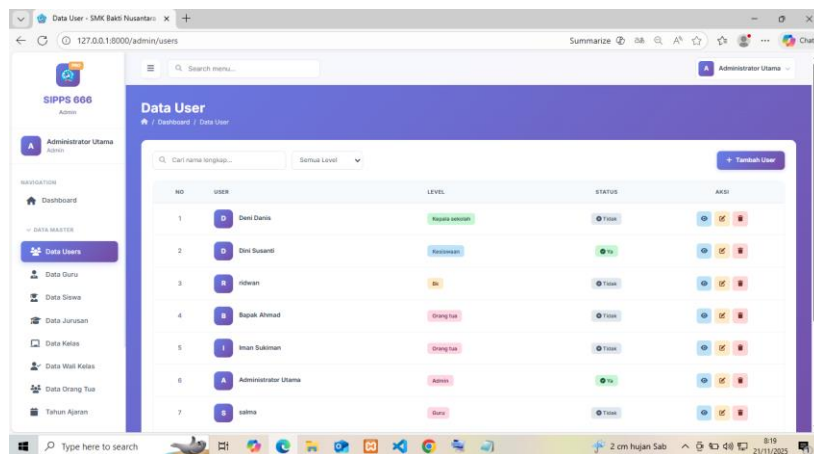 Data User - SMK Bakti Nusantara
127.0.0.1:8000/admin/users
Summarize
Chat
PRO
SIPPS 666
Admin
Search menu...
A
Administrator Utama
A
Administrator Utama
Admin
Data User
/ Dashboard / Data User
Cari nama lengkap...
Semua Level
+ Tambah User
NAVIGATION
Dashboard
DATA MASTER
Data Users
Data Guru
Data Siswa
Data Jurusan
Data Kelas
Data Wali Kelas
Data Orang Tua
Tahun Ajaran
NO USER LEVEL STATUS AKSI
1 D Deni Danis Kepala sekolah Tidak
2 D Dini Susanti Kesiswaan Ya
3 R ridwan Bk Tidak
4 B Bapak Ahmad Orang tua Tidak
5 I Iman Sukiman Orang tua Tidak
6 A Administrator Utama Admin Ya
7 S salma Guru Tidak
Type here to search
2 cm hujan Sab
8:19
21/11/2025